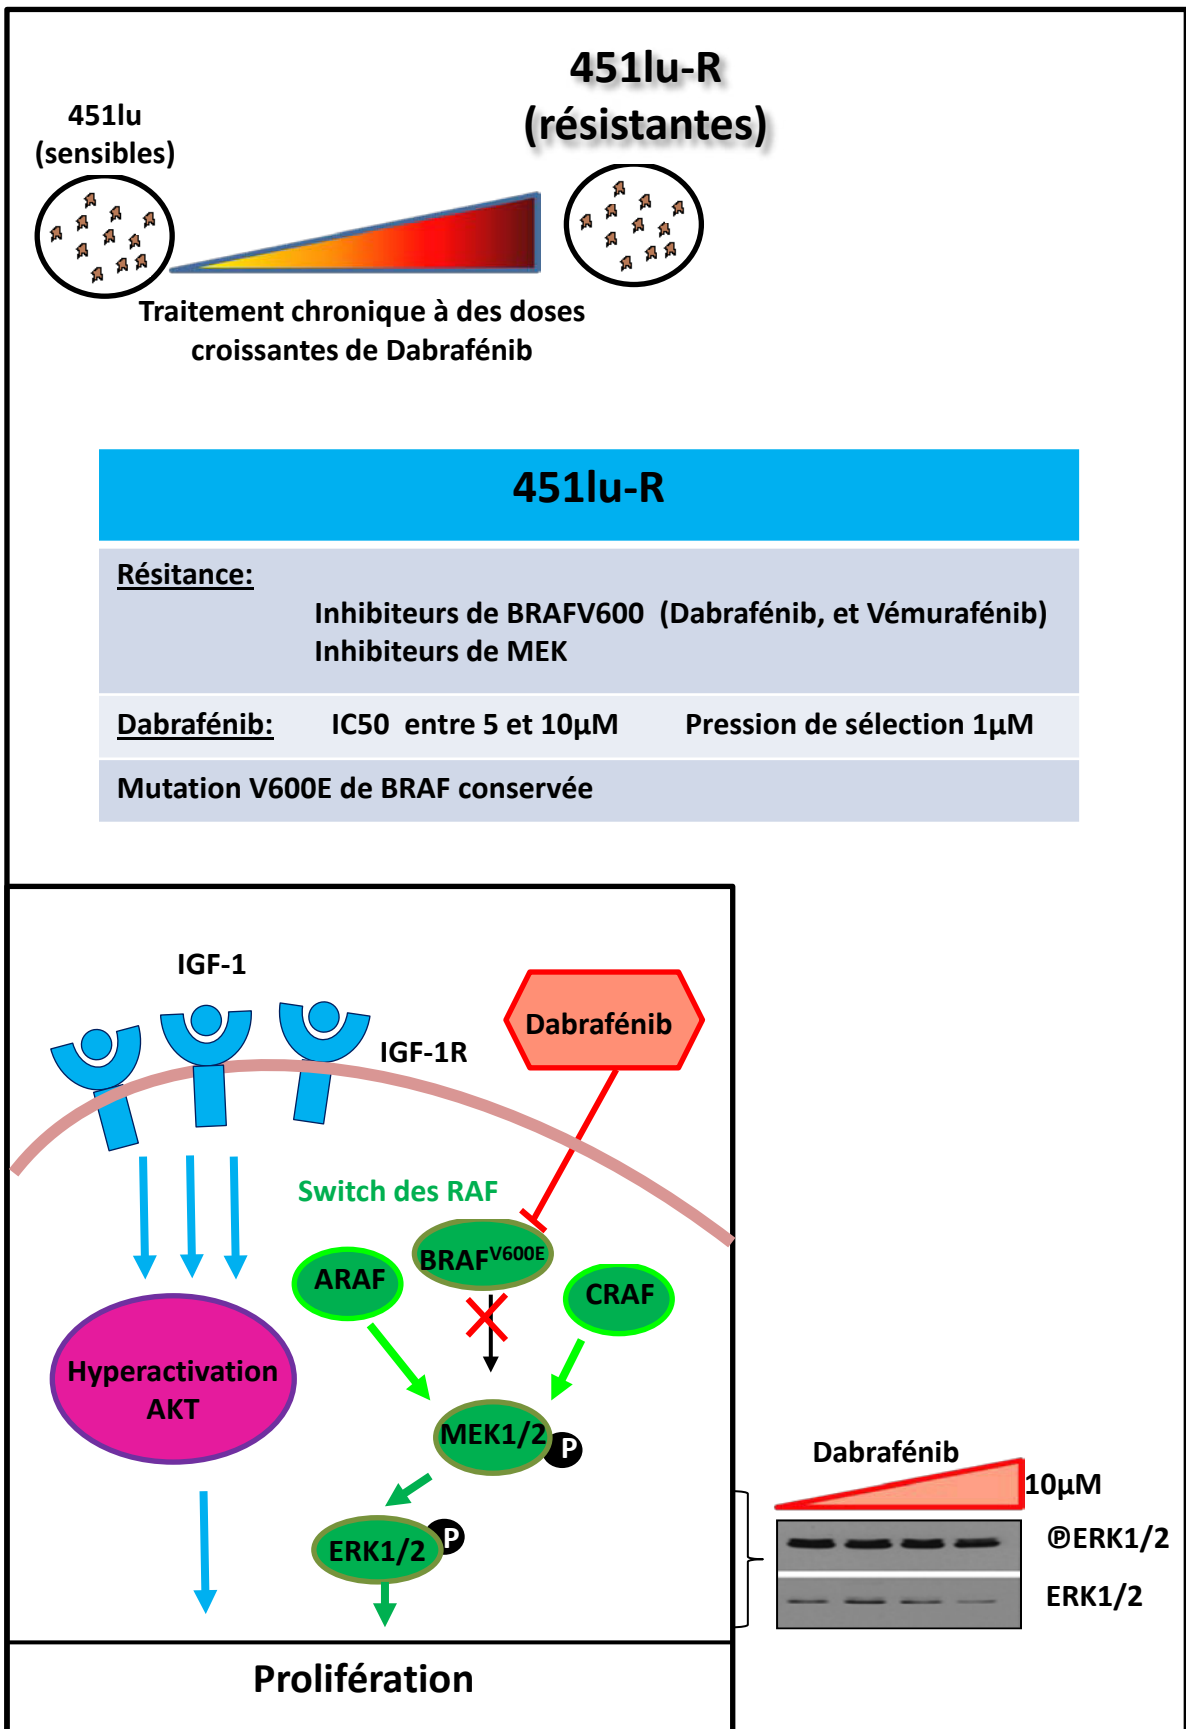 451lu
(sensibles)
451lu-R
(résistantes)
Traitement chronique à des doses
croissantes de Dabrafénib
451lu-R
Résitance:
Inhibiteurs de BRAFV600 (Dabrafénib, et Vémurafénib)
Inhibiteurs de MEK
Dabrafénib: IC50 entre 5 et 10µM Pression de sélection 1µM
Mutation V600E de BRAF conservée
IGF-1
IGF-1R
Dabrafénib
Switch des RAF
BRAFV600E
ARAF
CRAF
Hyperactivation
AKT
MEK1/2
P
ERK1/2
P
Prolifération
Dabrafénib
10µM
ⓅERK1/2
ERK1/2